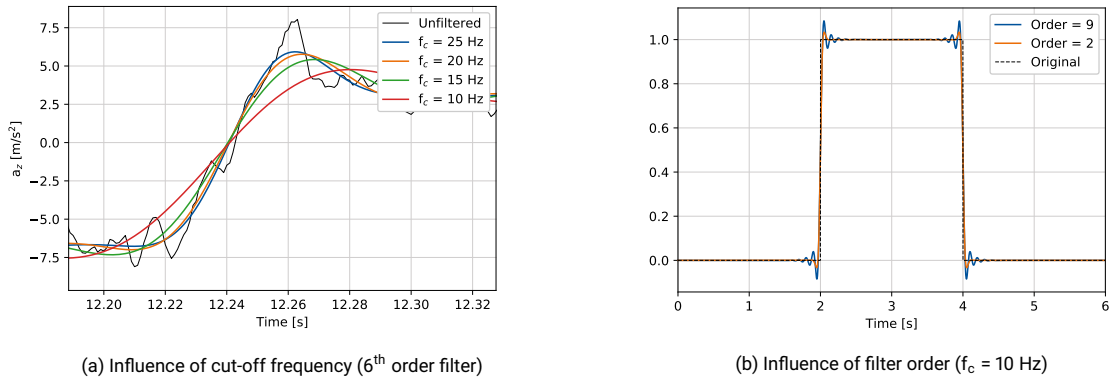 7.5
5.0
2.5
0.0
−2.5
−5.0
−7.5
a_z [m/s²]
Unfiltered
f_c = 25 Hz
f_c = 20 Hz
f_c = 15 Hz
f_c = 10 Hz
12.20 12.22 12.24 12.26 12.28 12.30 12.32
Time [s]
(a) Influence of cut-off frequency (6th order filter)
1.0
0.8
0.6
0.4
0.2
0.0
Order = 9
Order = 2
Original
0 1 2 3 4 5 6
Time [s]
(b) Influence of filter order (f_c = 10 Hz)